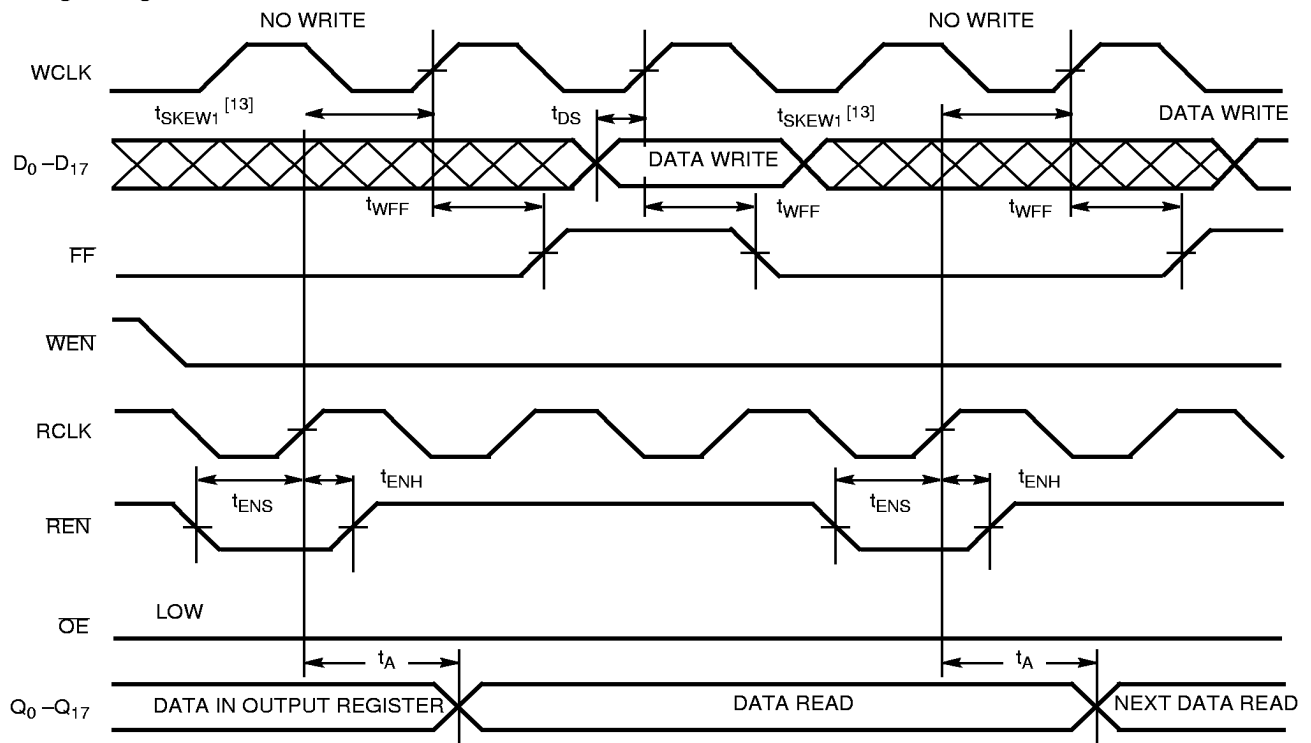 NO WRITE NO WRITE
WCLK
tSKEW1 [13] tDS tSKEW1 [13] DATA WRITE
D0 –D17 DATA WRITE
tWFF tWFF tWFF
FF
WEN
RCLK
tENH tENH
tENS tENS
REN
LOW
OE
tA tA
Q0 –Q17 DATA IN OUTPUT REGISTER DATA READ NEXT DATA READ